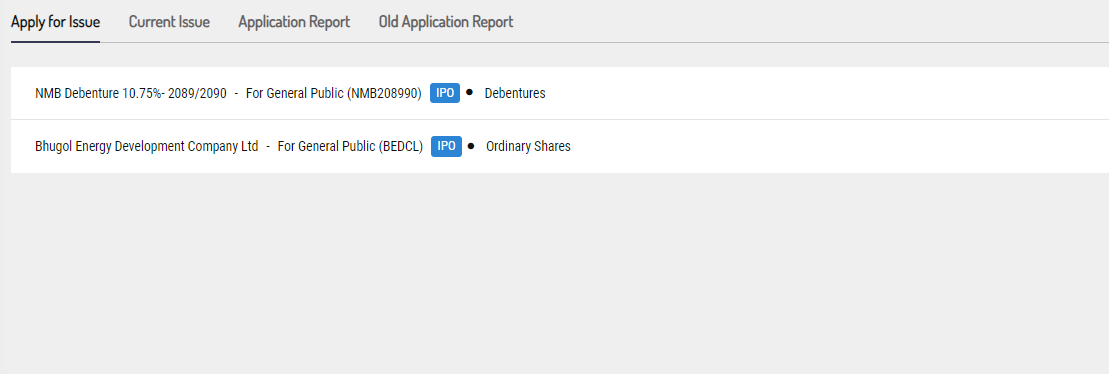 Apply for Issue Current Issue Application Report Old Application Report
NMB Debenture 10.75%- 2089/2090 - For General Public (NMB208990) IPO ● Debentures
Bhugol Energy Development Company Ltd - For General Public (BEDCL) IPO ● Ordinary Shares